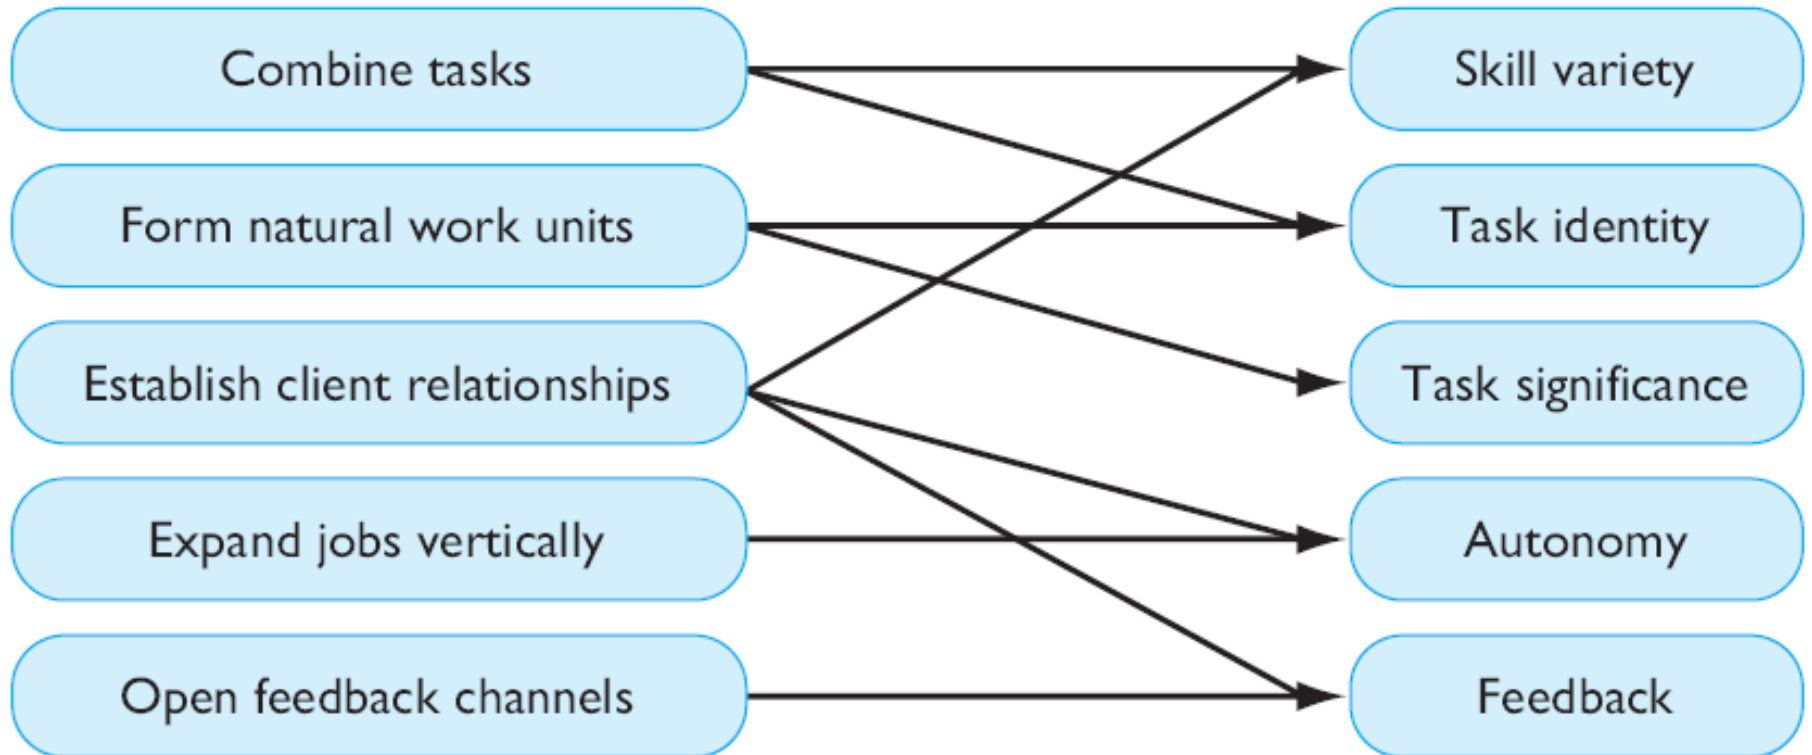 Combine tasks
Skill variety
Form natural work units
Task identity
Establish client relationships
Task significance
Expand jobs vertically
Autonomy
Open feedback channels
Feedback